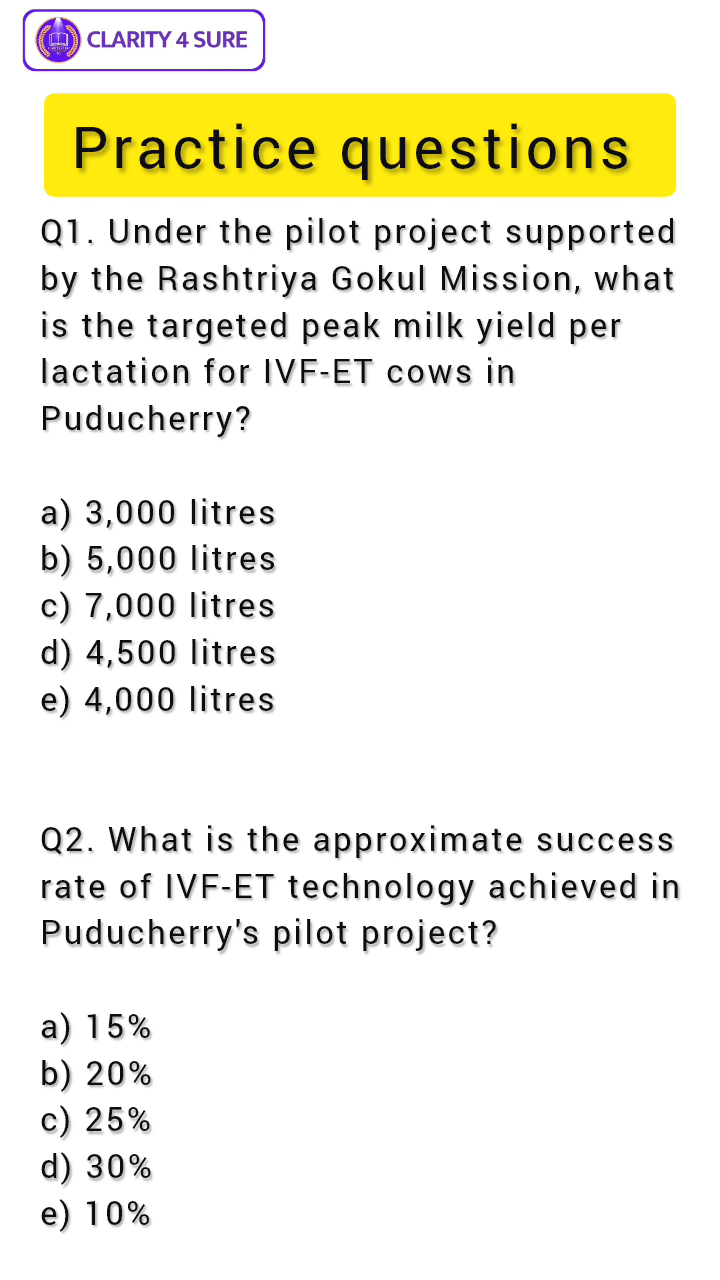 CLARITY 4 SURE
Practice questions
Q1. Under the pilot project supported
by the Rashtriya Gokul Mission, what
is the targeted peak milk yield per
lactation for IVF-ET cows in
Puducherry?
a) 3,000 litres
b) 5,000 litres
c) 7,000 litres
d) 4,500 litres
e) 4,000 litres
Q2. What is the approximate success
rate of IVF-ET technology achieved in
Puducherry's pilot project?
a) 15%
b) 20%
c) 25%
d) 30%
e) 10%